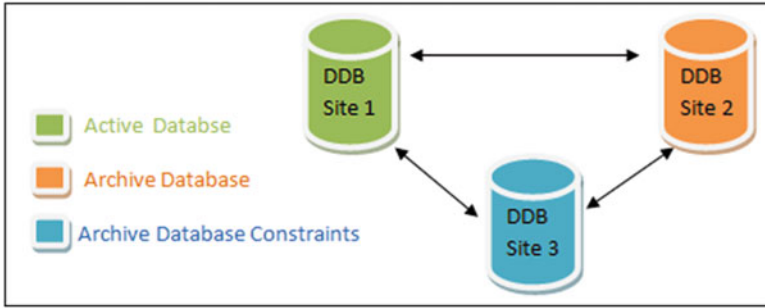 DDB
Site 1
DDB
Site 2
Active Databse
Archive Database
Archive Database Constraints
DDB
Site 3